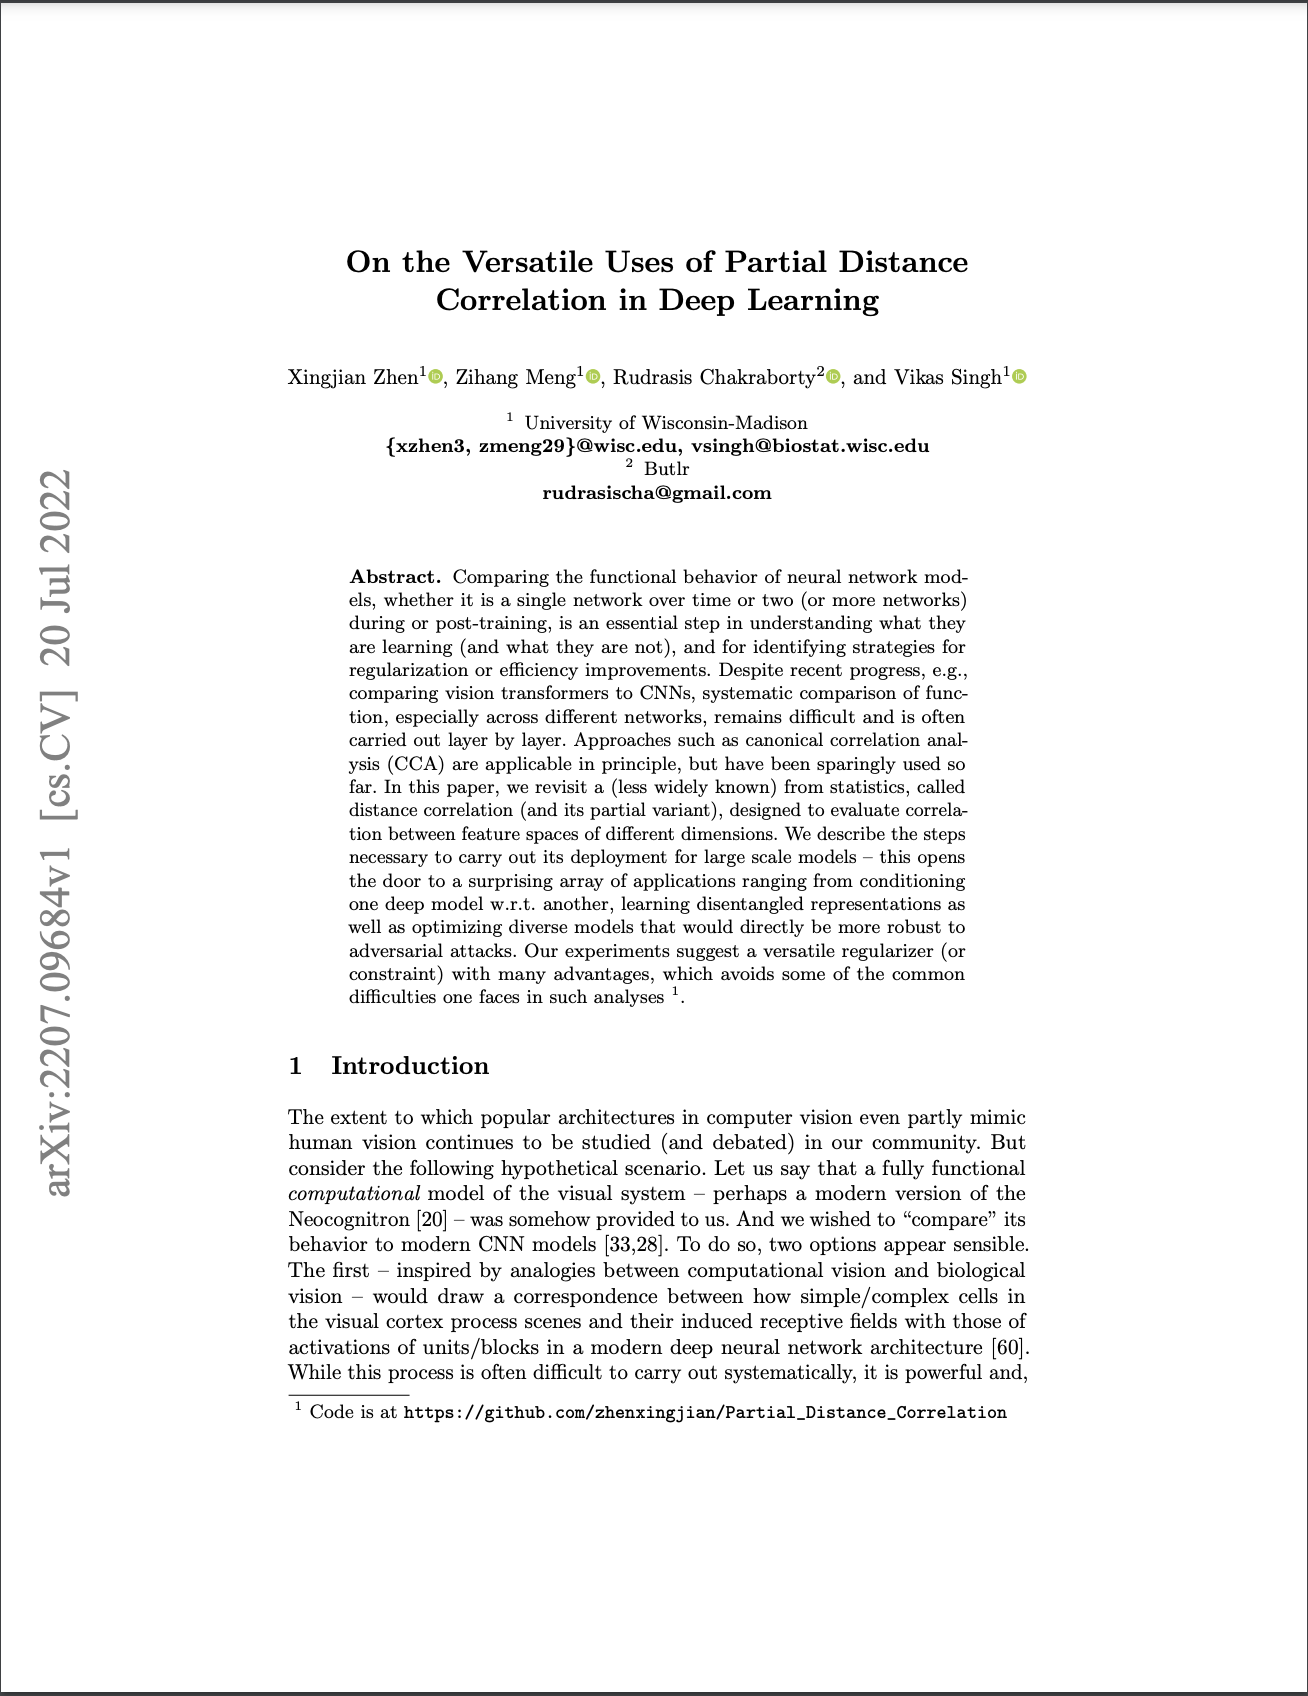 On the Versatile Uses of Partial Distance
Correlation in Deep Learning
Xingjian Zhen1, Zihang Meng1, Rudrasis Chakraborty2, and Vikas Singh1
1 University of Wisconsin-Madison
{xzhen3, zmeng29}@wisc.edu, vsingh@biostat.wisc.edu
2 Butlr
rudrasischa@gmail.com
Abstract. Comparing the functional behavior of neural network mod-
els, whether it is a single network over time or two (or more networks)
during or post-training, is an essential step in understanding what they
are learning (and what they are not), and for identifying strategies for
regularization or efficiency improvements. Despite recent progress, e.g.,
comparing vision transformers to CNNs, systematic comparison of func-
tion, especially across different networks, remains difficult and is often
carried out layer by layer. Approaches such as canonical correlation anal-
ysis (CCA) are applicable in principle, but have been sparingly used so
far. In this paper, we revisit a (less widely known) from statistics, called
distance correlation (and its partial variant), designed to evaluate correla-
tion between feature spaces of different dimensions. We describe the steps
necessary to carry out its deployment for large scale models – this opens
the door to a surprising array of applications ranging from conditioning
one deep model w.r.t. another, learning disentangled representations as
well as optimizing diverse models that would directly be more robust to
adversarial attacks. Our experiments suggest a versatile regularizer (or
constraint) with many advantages, which avoids some of the common
difficulties one faces in such analyses 1.
1 Introduction
The extent to which popular architectures in computer vision even partly mimic
human vision continues to be studied (and debated) in our community. But
consider the following hypothetical scenario. Let us say that a fully functional
computational model of the visual system – perhaps a modern version of the
Neocognitron [20] – was somehow provided to us. And we wished to “compare” its
behavior to modern CNN models [33,28]. To do so, two options appear sensible.
The first – inspired by analogies between computational vision and biological
vision – would draw a correspondence between how simple/complex cells in
the visual cortex process scenes and their induced receptive fields with those of
activations of units/blocks in a modern deep neural network architecture [60].
While this process is often difficult to carry out systematically, it is powerful and,
1 Code is at https://github.com/zhenxingjian/Partial_Distance_Correlation
arXiv:2207.09684v1 [cs.CV] 20 Jul 2022